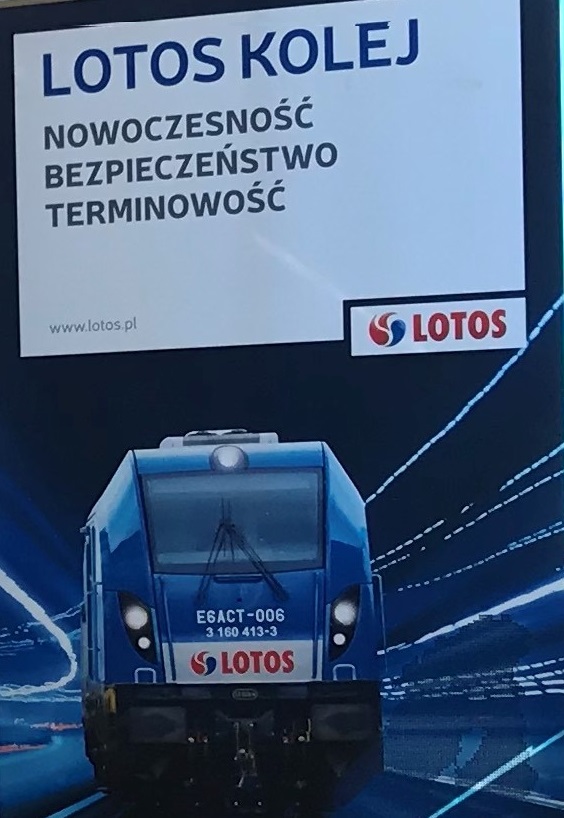 LOTOS KOLEJ
NOWOCZESNOŚĆ
BEZPIECZEŃSTWO
TERMINOWOŚĆ
www.lotos.pl
LOTOS
E6ACT-006
3 160 413-3
LOTOS